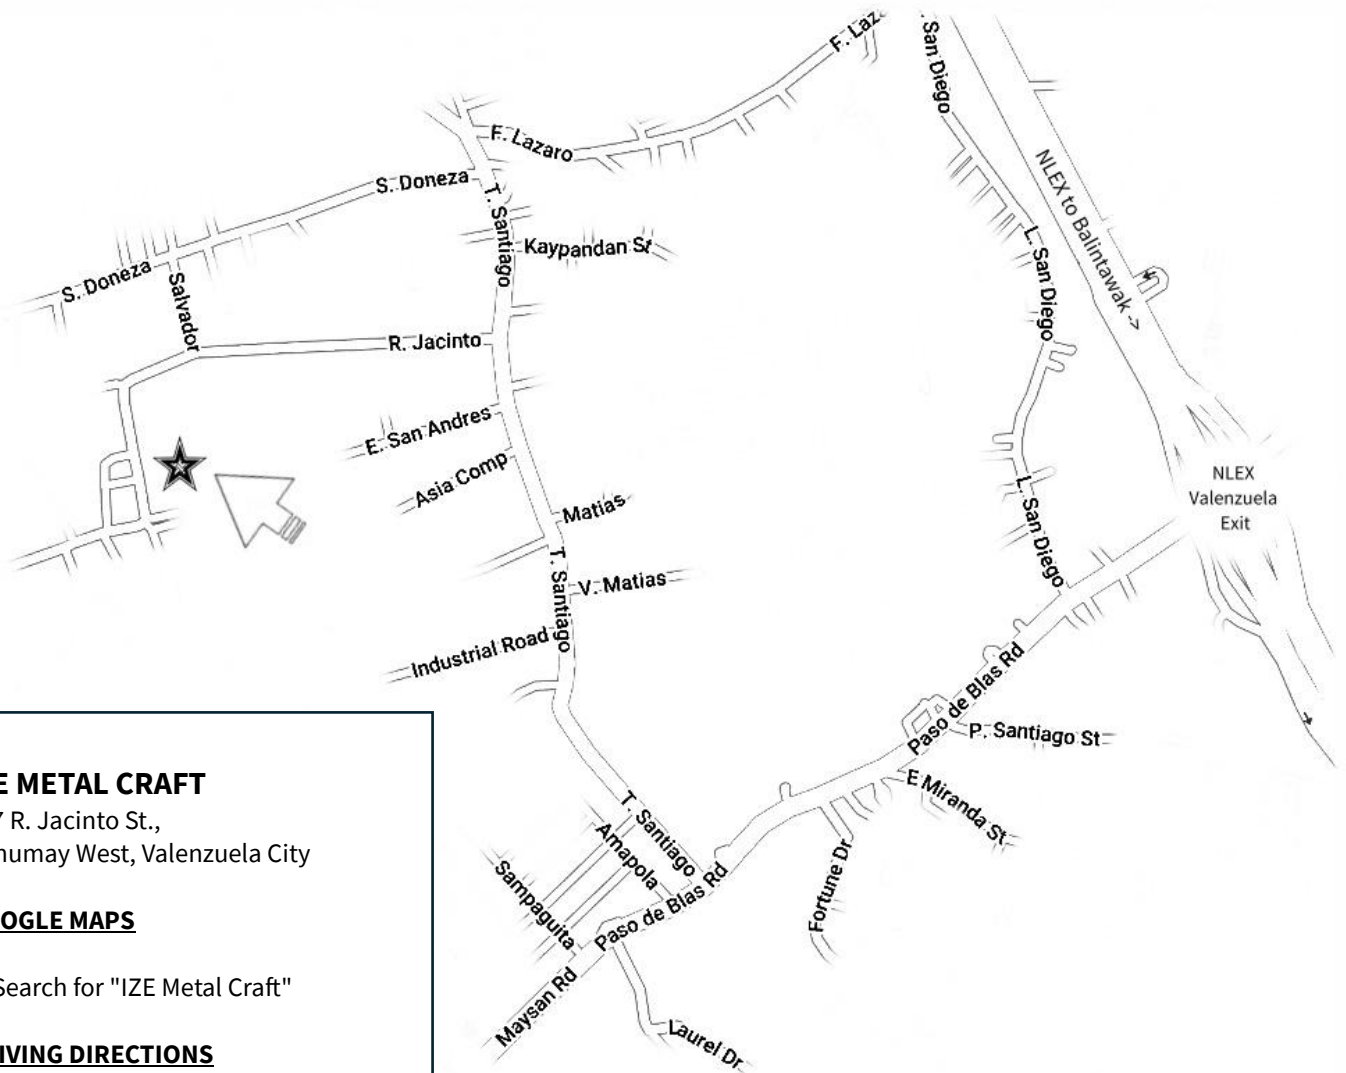 F. Laz
San Diego
F. Lazaro
S. Doneza
T. Santiago
Kaypandan St
NLEX to Balintawak ->
L. San Diego
S. Doneza
Salvador
R. Jacinto
E. San Andres
Asia Comp
Matias
NLEX
Valenzuela
Exit
L. San Diego
T. Santiago
V. Matias
Industrial Road
Paso de Blas Rd
P. Santiago St
E Miranda St
T. Santiago
Amapola
Sampaguita
Paso de Blas Rd
Fortune Dr
Maysan Rd
Laurel Dr
E METAL CRAFT
R. Jacinto St.,
numay West, Valenzuela City
OGLE MAPS
Search for "IZE Metal Craft"
IVING DIRECTIONS